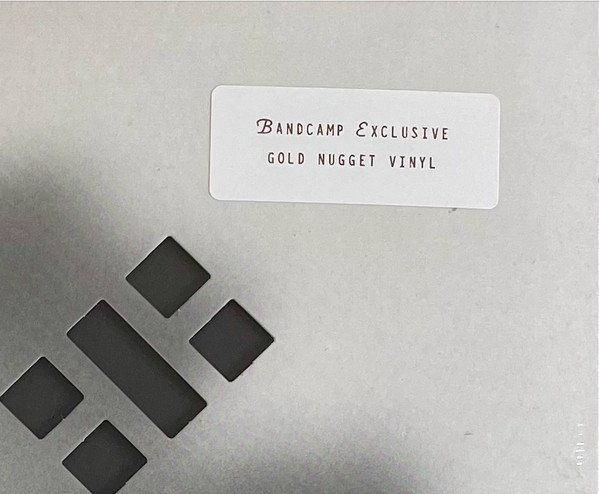 Bandcamp Exclusive
GOLD NUGGET VINYL